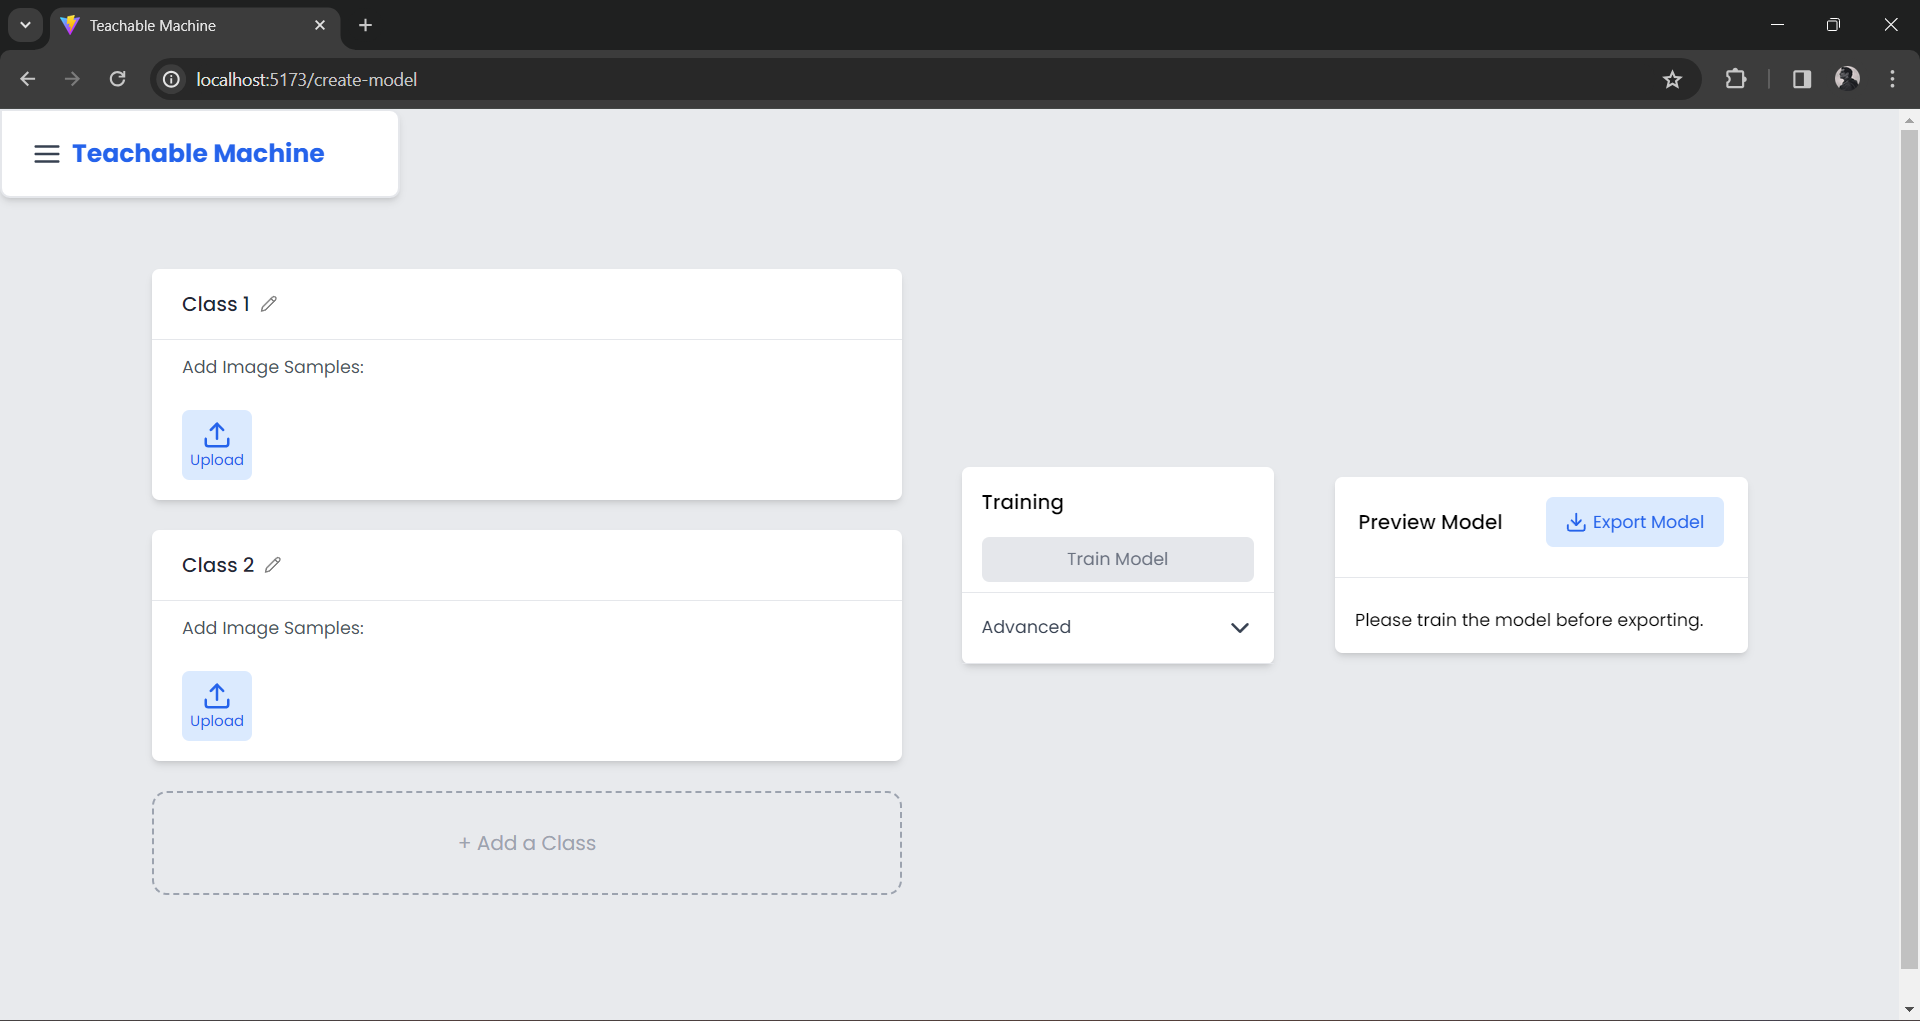 Teachable Machine
localhost:5173/create-model
Teachable Machine
Class 1
Add Image Samples:
Upload
Class 2
Add Image Samples:
Upload
+ Add a Class
Training
Train Model
Advanced
Preview Model
Export Model
Please train the model before exporting.